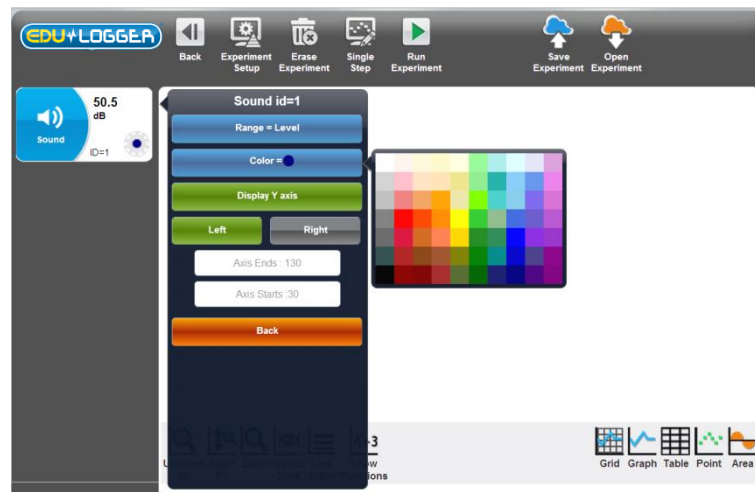 EDU LOGGER
Back
Experiment
Setup
Erase
Experiment
Single
Step
Run
Experiment
Save
Experiment
Open
Experiment
50.5
dB
Sound
ID=1
Sound id=1
Range = Level
Color =
Display Y axis
Left
Right
Axis Ends : 130
Axis Starts :30
Back
Grid
Graph
Table
Point
Area